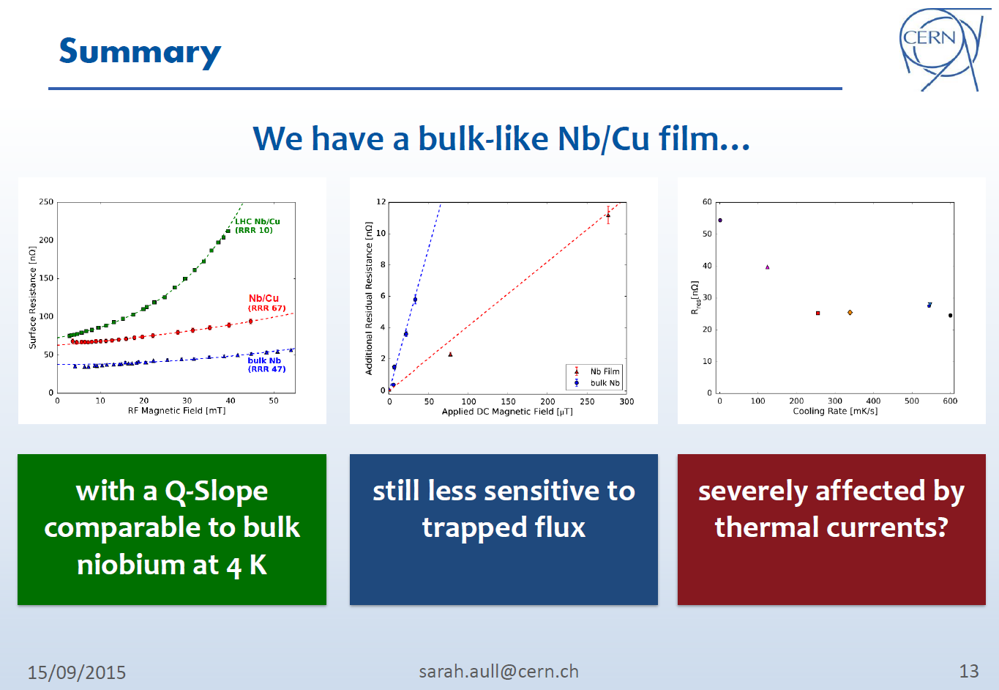 Summary
CERN
We have a bulk-like Nb/Cu film...
250
200
150
100
50
0
0 10 20 30 40 50
Surface Resistance [nΩ]
RF Magnetic Field [mT]
LHC Nb/Cu
(RRR 10)
Nb/Cu
(RRR 67)
bulk Nb
(RRR 47)
12
10
8
6
4
2
0
0 50 100 150 200 250 300
Additional Residual Resistance [nΩ]
Applied DC Magnetic Field [µT]
Nb Film
bulk Nb
60
50
40
30
20
10
0
0 100 200 300 400 500 600
Rres[nΩ]
Cooling Rate [mK/s]
with a Q-Slope
comparable to bulk
niobium at 4 K
still less sensitive to
trapped flux
severely affected by
thermal currents?
15/09/2015
sarah.aull@cern.ch
13